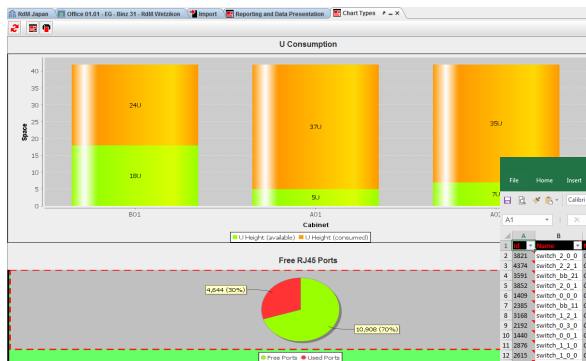 RdM Japan
Office 01.01 - EG - Binz 31 - RdM Wetzikon
Import
Reporting and Data Presentation
Chart Types
U Consumption
Space
40
35
30
25
20
15
10
5
0
24U
18U
37U
5U
35U
7U
B01
A01
A02
Cabinet
U Height (available)
U Height (consumed)
Free RJ45 Ports
4,644 (30%)
10,908 (70%)
Free Ports
Used Ports
File
Home
Insert
Calibri
A1
A
B
1
Id
Name
2
3821
switch_2_0_0
3
4374
switch_2_2_1
4
3591
switch_bb_21
5
3852
switch_2_0_1
6
1409
switch_0_0_0
7
2385
switch_bb_11
8
3168
switch_1_2_1
9
2192
switch_0_3_0
10
1440
switch_0_0_1
11
2876
switch_1_1_0
12
2615
switch_1_0_0